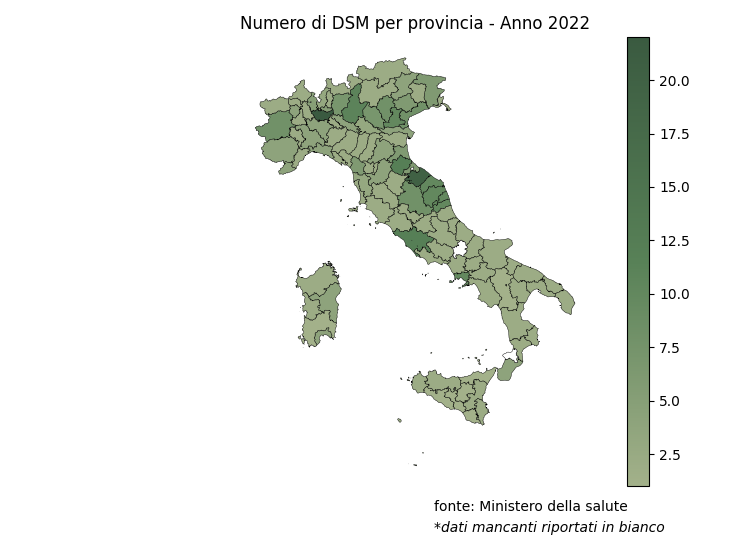 Numero di DSM per provincia - Anno 2022
20.0
17.5
15.0
12.5
10.0
7.5
5.0
2.5
fonte: Ministero della salute
*dati mancanti riportati in bianco